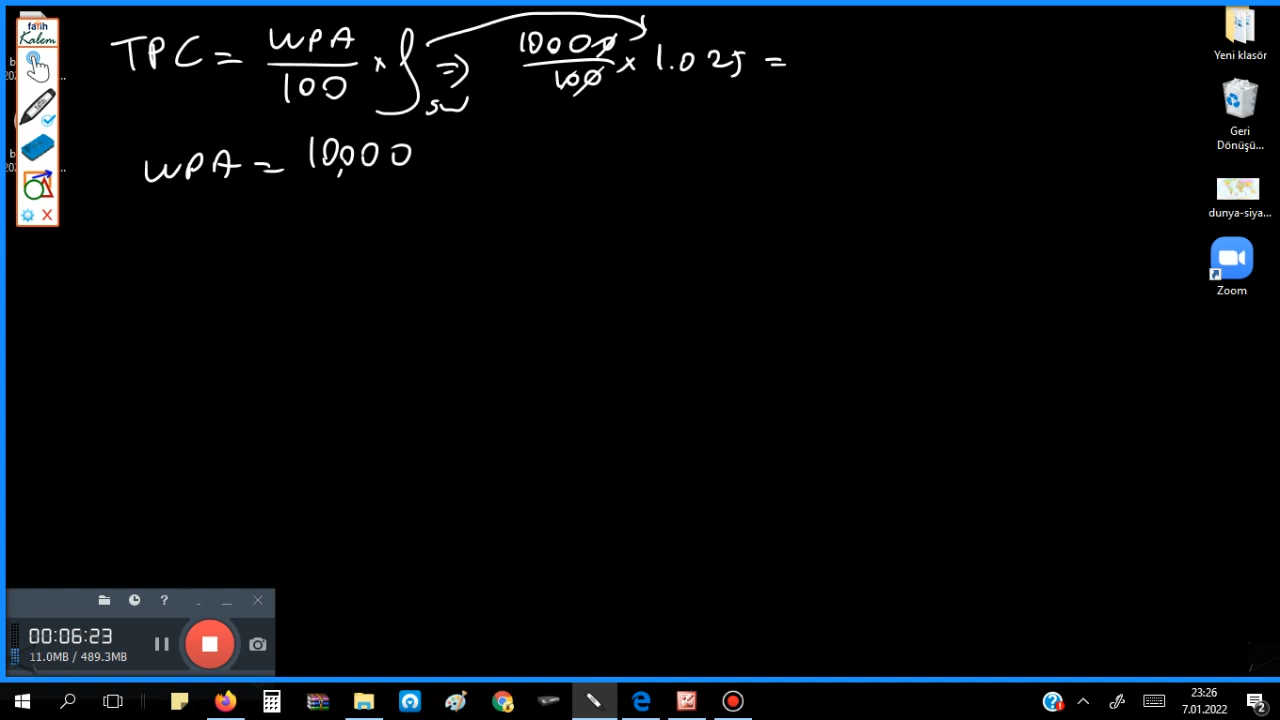 fatih
Kalem
TPC = WPA/100 × ∫sw ⇒ 10000/100 × 1.025 =
WPA = 10,000
Yeni klasör
Geri
Dönüşü...
dunya-siya...
Zoom
00:06:23
11.0MB / 489.3MB
23:26
7.01.2022
2